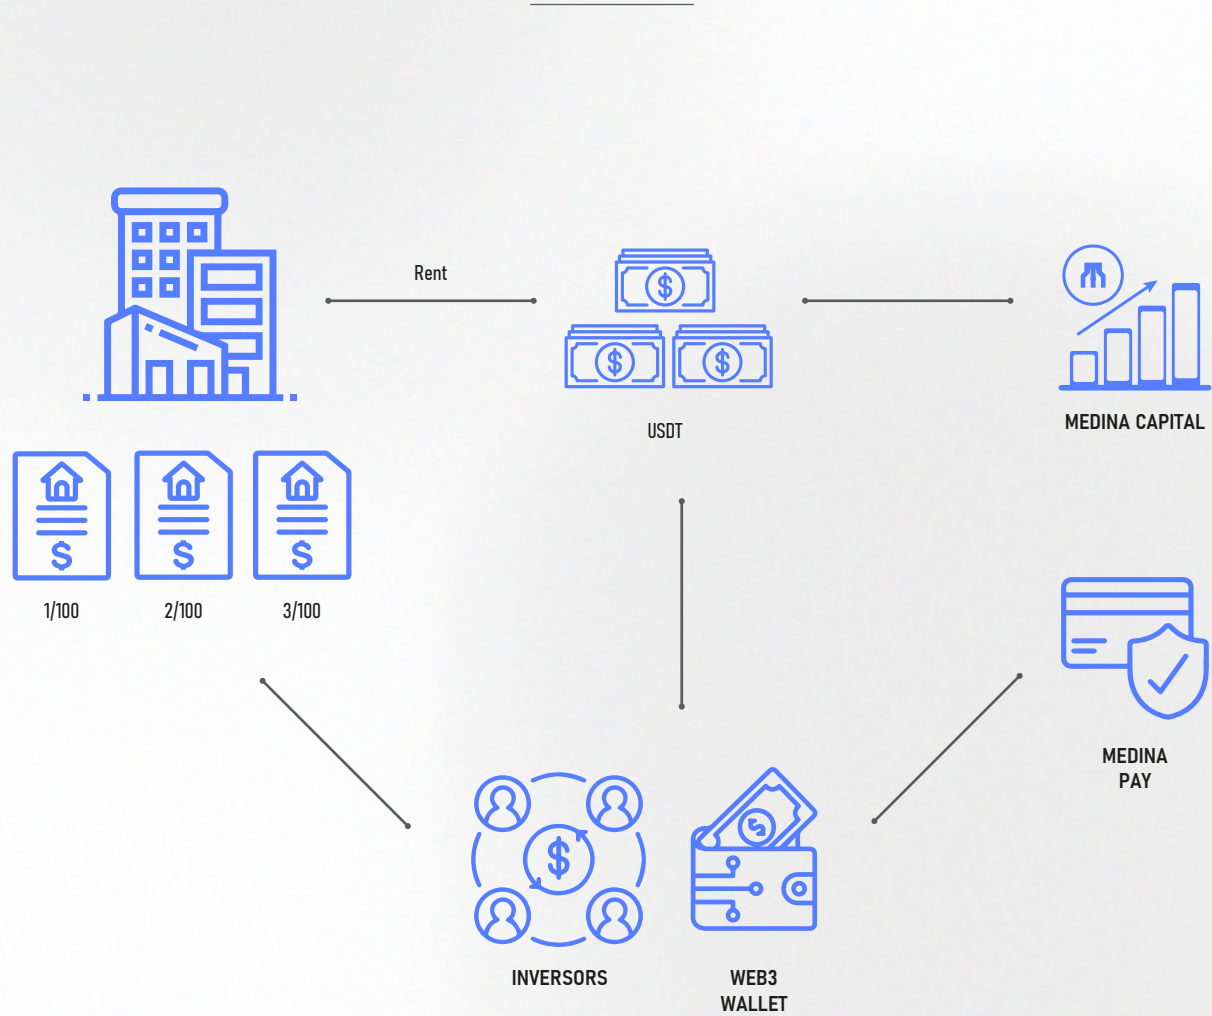 Rent
USDT
MEDINA CAPITAL
1/100
2/100
3/100
MEDINA
PAY
INVERSORS
WEB3
WALLET